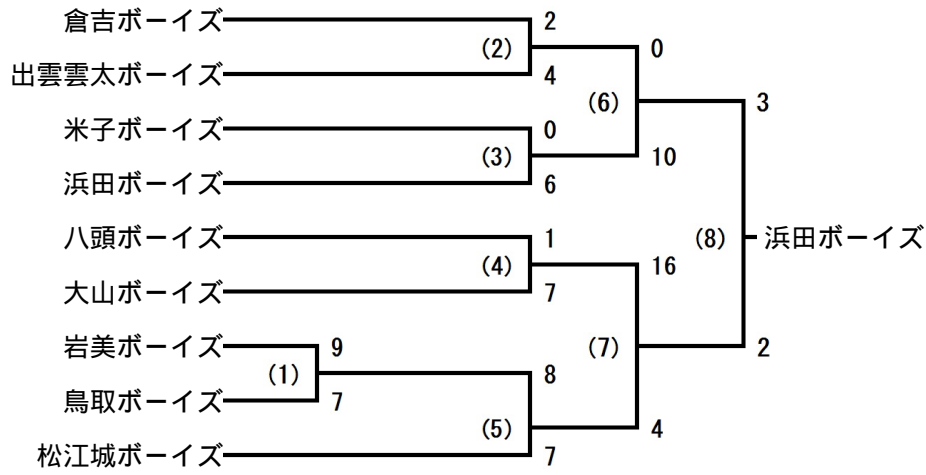 倉吉ボーイズ 2
(2) 0
出雲雲太ボーイズ 4
(6) 3
米子ボーイズ 0
(3) 10
浜田ボーイズ 6
八頭ボーイズ 1
(8) 浜田ボーイズ
(4) 16
大山ボーイズ 7
岩美ボーイズ 9
(7) 2
(1) 8
鳥取ボーイズ 7
(5) 4
松江城ボーイズ 7